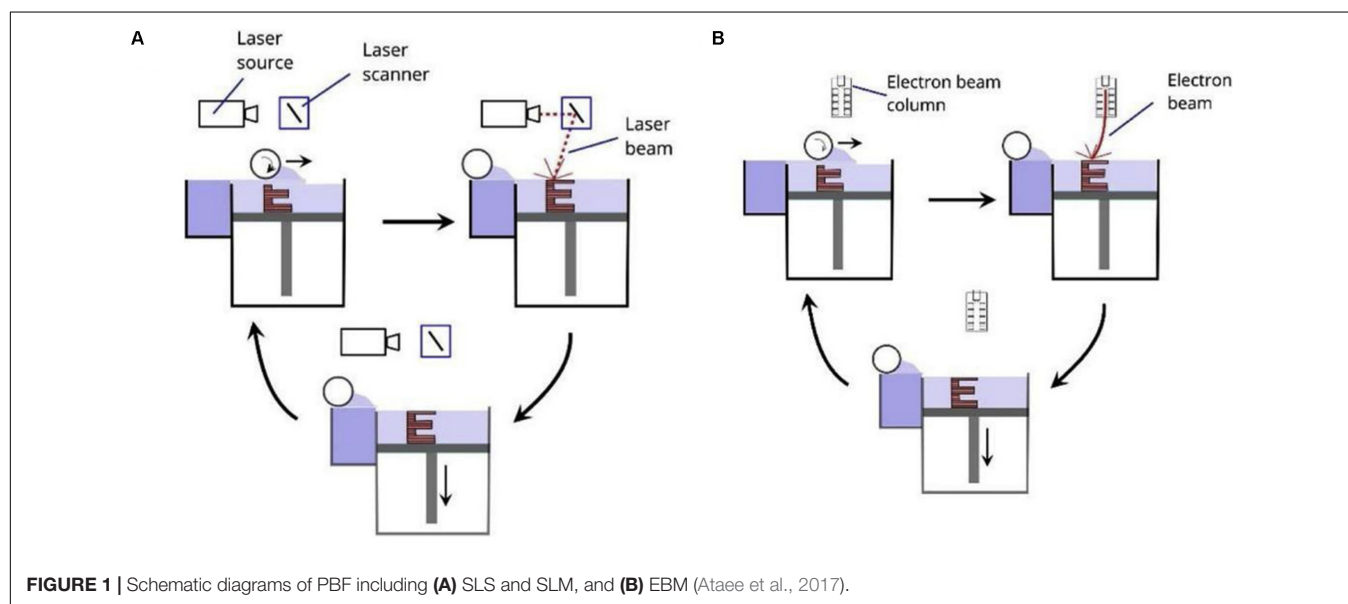 A
Laser
source
Laser
scanner
Laser
beam
B
Electron beam
column
Electron
beam
FIGURE 1 | Schematic diagrams of PBF including (A) SLS and SLM, and (B) EBM (Ataee et al., 2017).